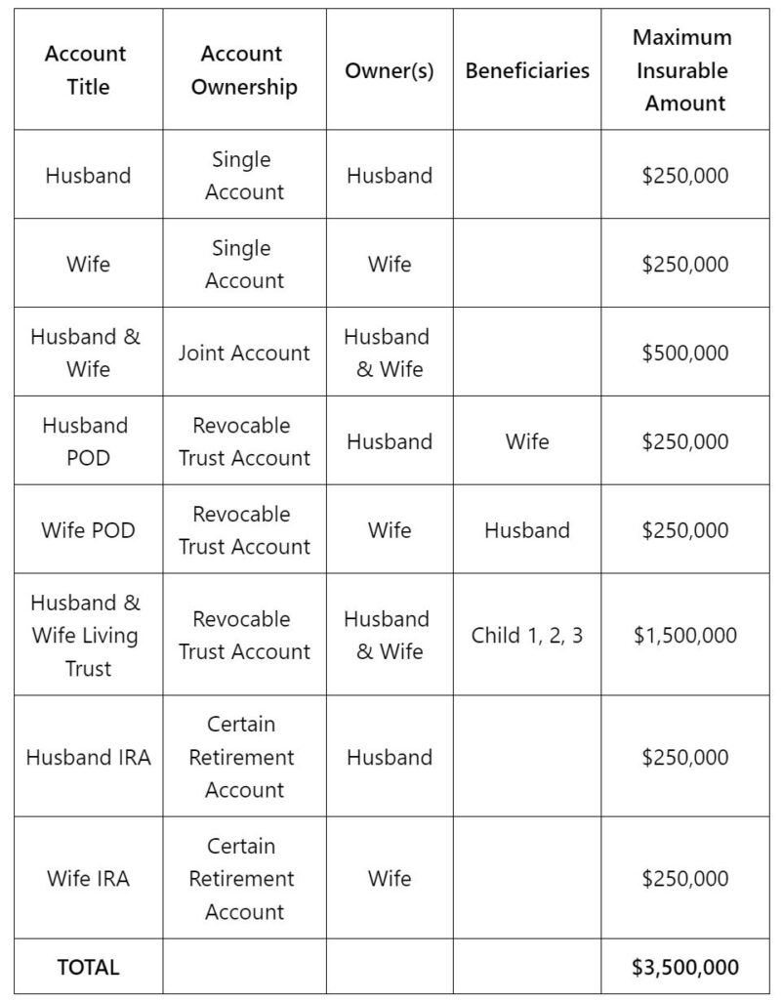 Account Title
Account Ownership
Owner(s)
Beneficiaries
Maximum Insurable Amount
Husband
Single Account
Husband
$250,000
Wife
Single Account
Wife
$250,000
Husband & Wife
Joint Account
Husband & Wife
$500,000
Husband POD
Revocable Trust Account
Husband
Wife
$250,000
Wife POD
Revocable Trust Account
Wife
Husband
$250,000
Husband & Wife Living Trust
Revocable Trust Account
Husband & Wife
Child 1, 2, 3
$1,500,000
Husband IRA
Certain Retirement Account
Husband
$250,000
Wife IRA
Certain Retirement Account
Wife
$250,000
TOTAL
$3,500,000